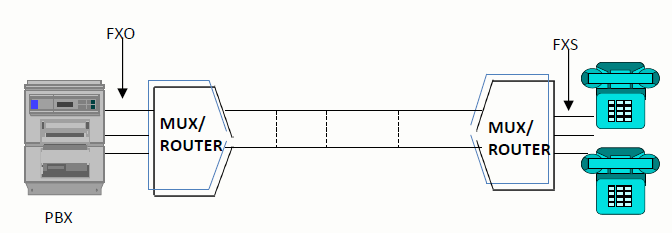 FXO
FXS
MUX/
ROUTER
MUX/
ROUTER
PBX